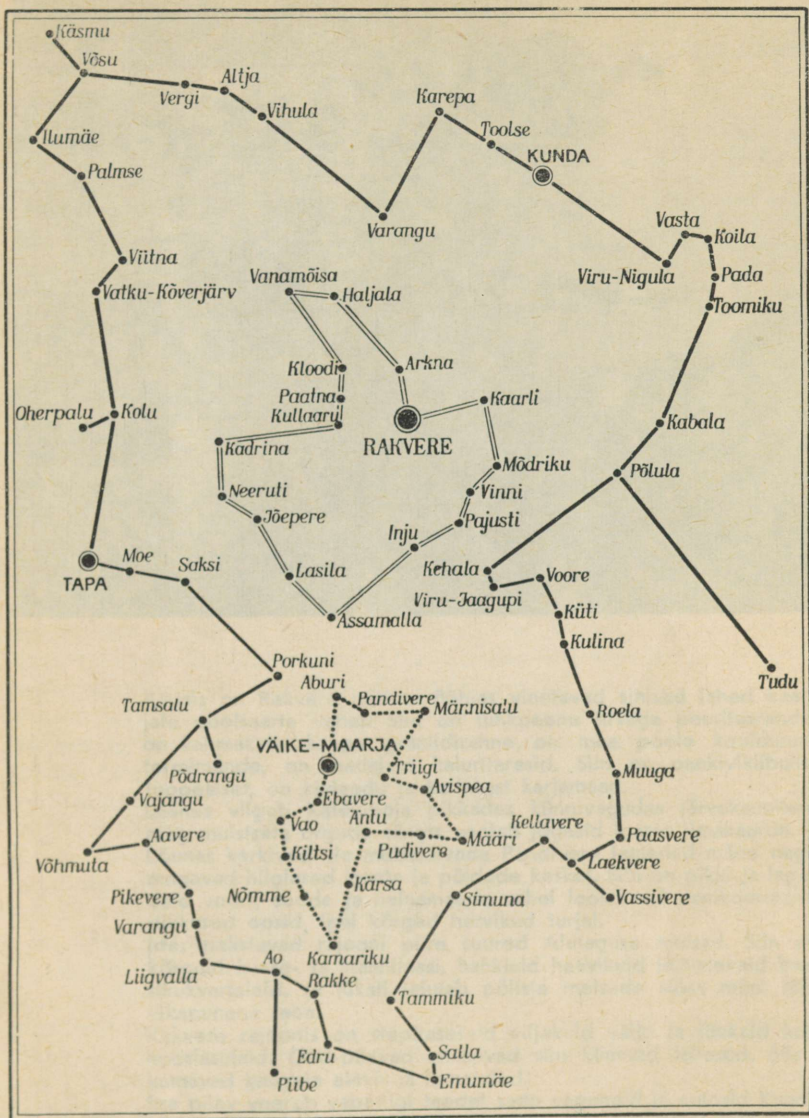 Käsmu
Võsu
Vergi
Altja
Vihula
Karepa
Toolse
KUNDA
Ilumäe
Palmse
Varangu
Vasta
Koila
Viru-Nigula
Pada
Toomiku
Viitna
Vatku-Kõverjärv
Vanamõisa
Haljala
Kloodi
Arkna
Paatna
Kullaaru
Kaarli
Oherpalu
Kolu
Kadrina
RAKVERE
Kabala
Mõdriku
Põlula
Neeruti
Vinni
Jõepere
Pajusti
Inju
TAPA
Moe
Saksi
Lasila
Kehala
Voore
Viru-Jaagupi
Küti
Assamalla
Kulina
Porkuni
Tudu
Aburi
Pandivere
Männisalu
Tamsalu
Roela
VÄIKE-MAARJA
Põdrangu
Triigi
Muuga
Avispea
Vajangu
Ebavere
Vao
Äntu
Kellavere
Aavere
Pudivere
Määri
Paasvere
Võhmuta
Kiltsi
Laekvere
Pikevere
Nõmme
Kärsa
Simuna
Vassivere
Varangu
Kamariku
Liigvalla
Ao
Rakke
Tammiku
Edru
Salla
Piibe
Emumäe